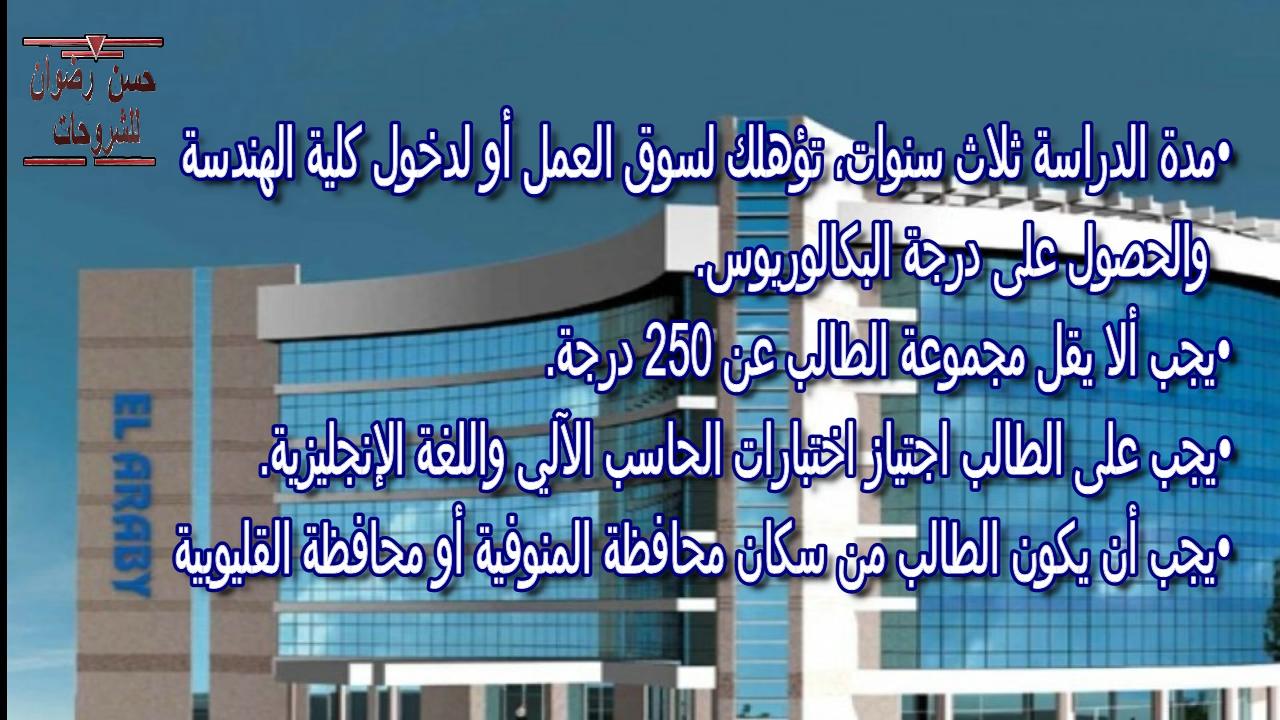 حسن رضوان
للشروحات
•مدة الدراسة ثلاث سنوات، تؤهلك لسوق العمل أو لدخول كلية الهندسة
والحصول على درجة البكالوريوس.
•يجب ألا يقل مجموعة الطالب عن 250 درجة.
•يجب على الطالب اجتياز اختبارات الحاسب الآلي واللغة الإنجليزية.
•يجب أن يكون الطالب من سكان محافظة المنوفية أو محافظة القليوبية
EL ARABY